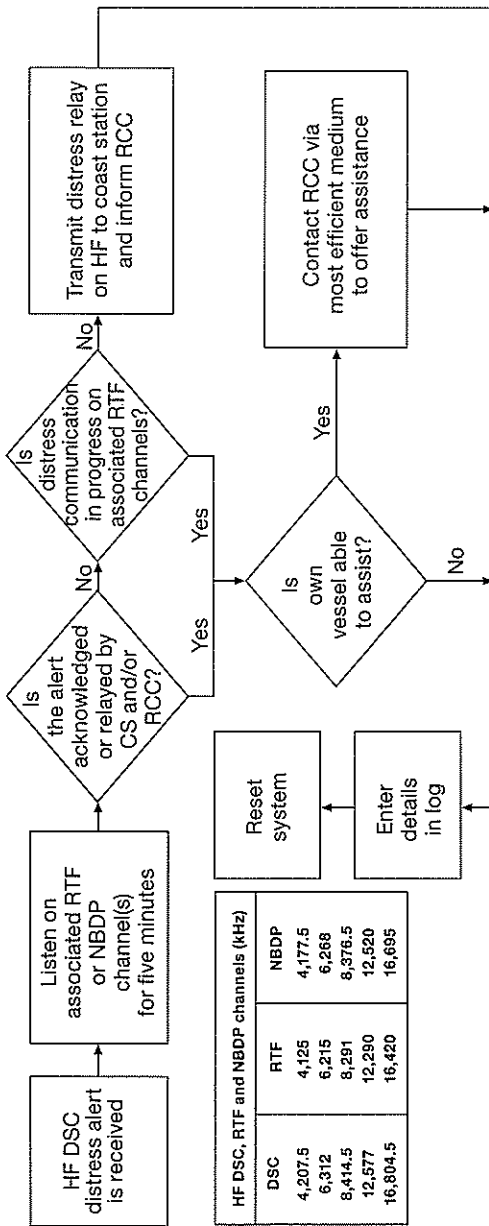 HF DSC
distress alert
is received
Listen on
associated RTF
or NBDP
channel(s)
for five minutes
Is
the alert
acknowledged
or relayed by
CS and/or
RCC?
No
Yes
Is
distress
communication
in progress on
associated RTF
channels?
No
Yes
Transmit distress relay
on HF to coast station
and inform RCC
Is
own
vessel able
to assist?
Yes
No
Contact RCC via
most efficient medium
to offer assistance
Reset
system
Enter
details
in log
HF DSC, RTF and NBDP channels (kHz)
DSC RTF NBDP
4,207.5 4,125 4,177.5
6,312 6,215 6,268
8,414.5 8,291 8,376.5
12,577 12,290 12,520
16,804.5 16,420 16,695